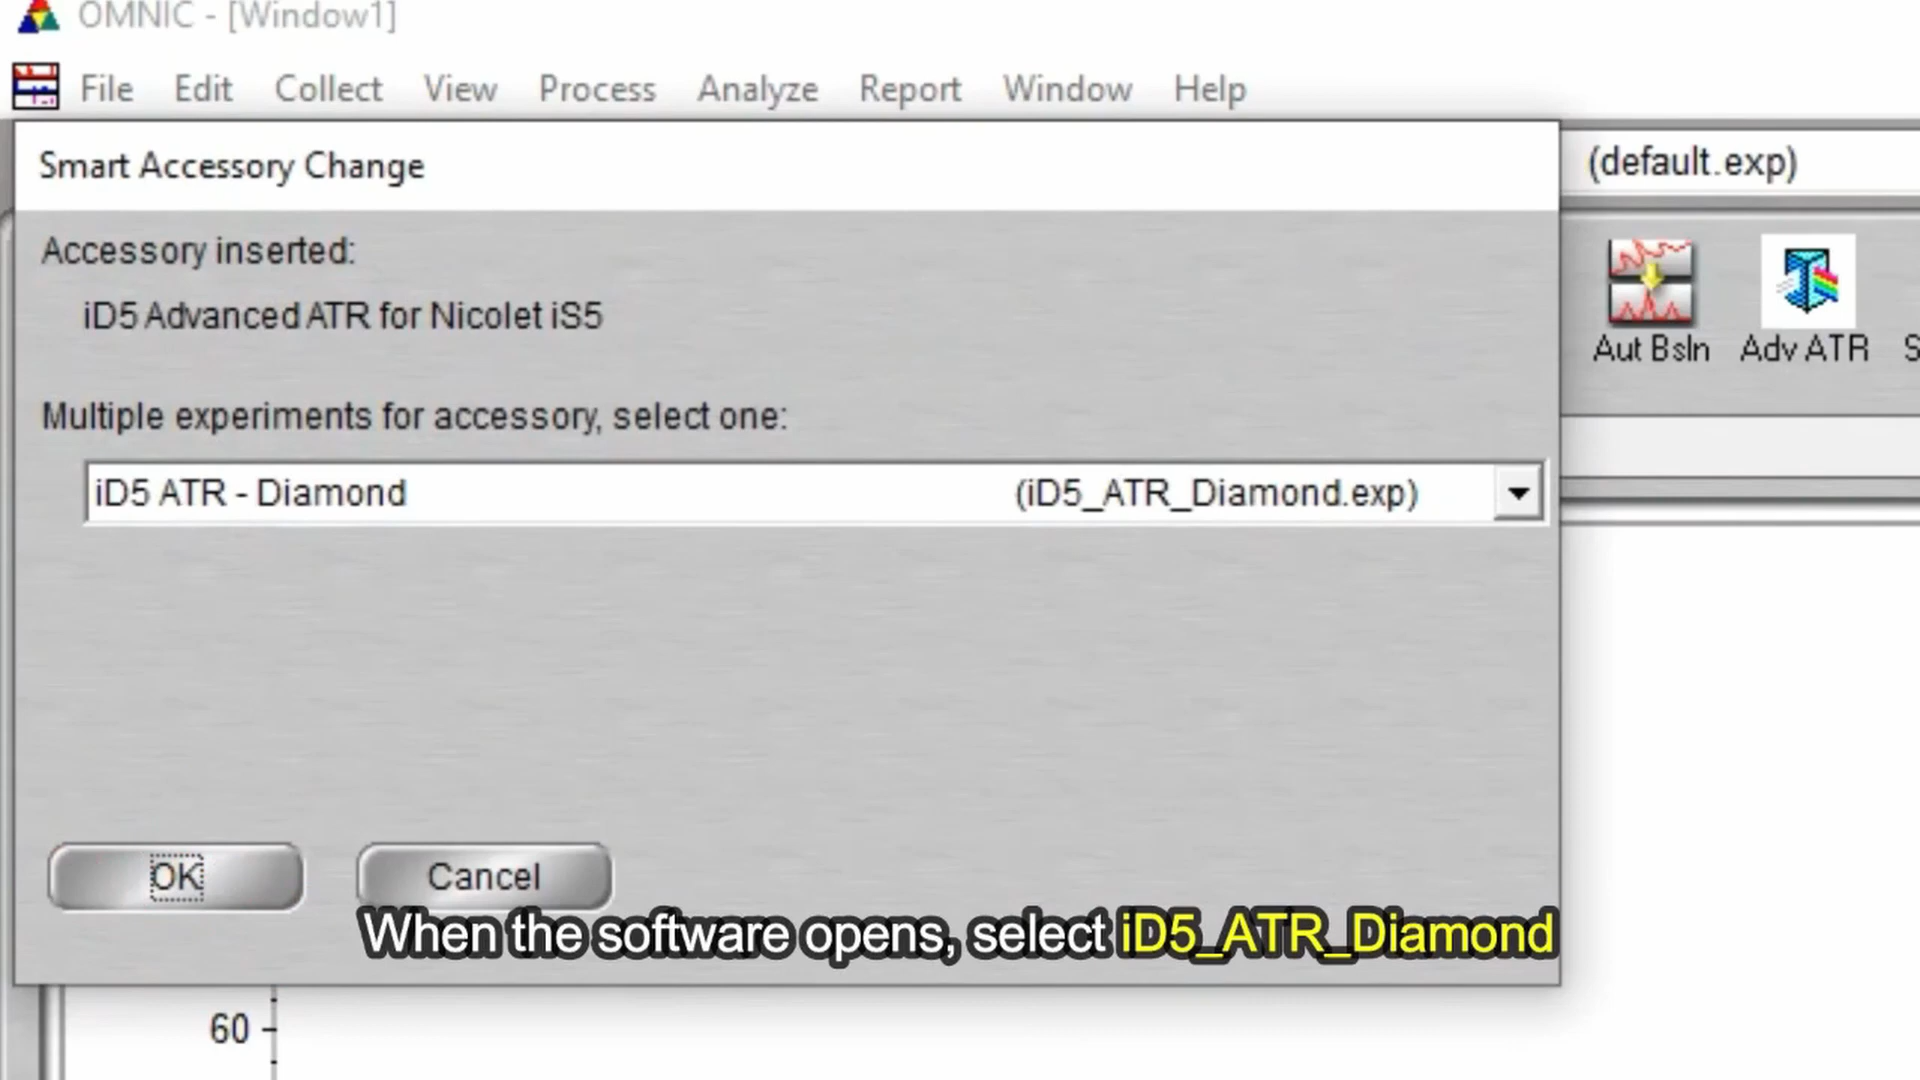 OMNIC - [Window1]
File Edit Collect View Process Analyze Report Window Help
Smart Accessory Change
(default.exp)
Accessory inserted:
iD5 Advanced ATR for Nicolet iS5
Aut Bsln Adv ATR S
Multiple experiments for accessory, select one:
iD5 ATR - Diamond (iD5_ATR_Diamond.exp)
OK Cancel
When the software opens, select iD5_ATR_Diamond
60